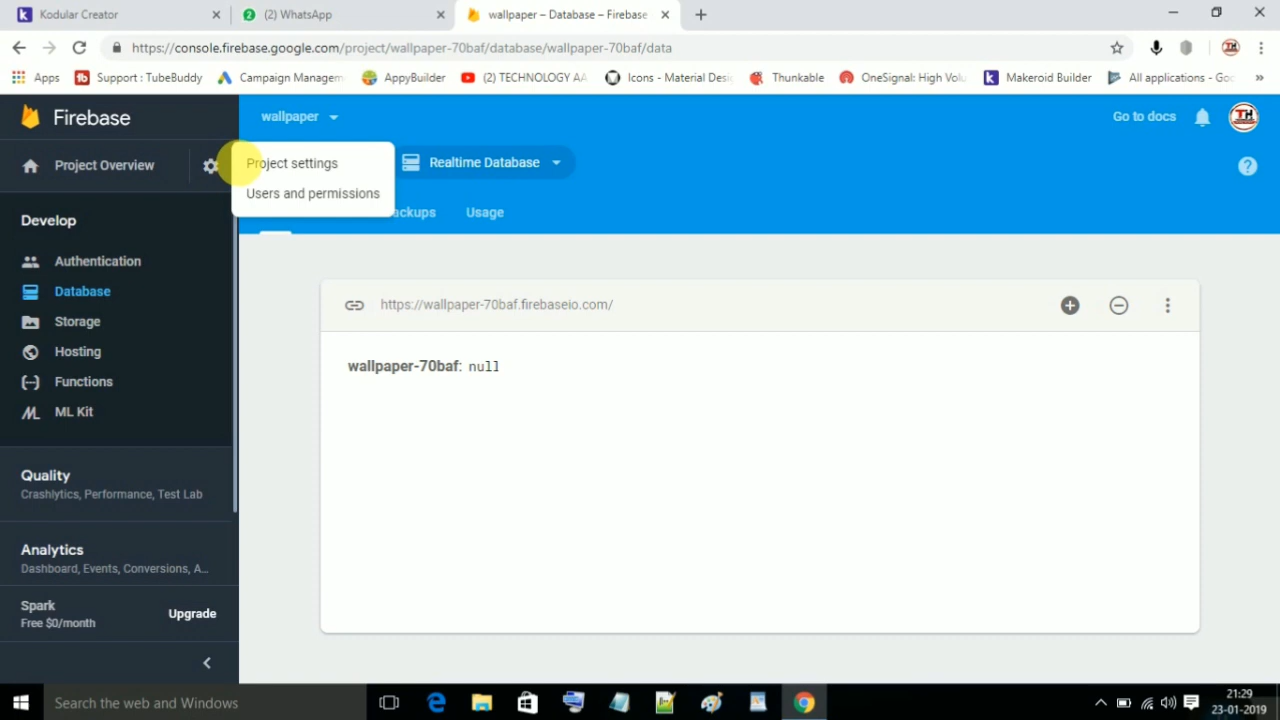 Kodular Creator
(2) WhatsApp
wallpaper – Database – Firebase
https://console.firebase.google.com/project/wallpaper-70baf/database/wallpaper-70baf/data
Apps
Support : TubeBuddy
Campaign Managem
AppyBuilder
(2) TECHNOLOGY AA
Icons - Material Desi
Thunkable
OneSignal: High Volu
Makeroid Builder
All applications - Goo
»
Firebase
wallpaper
Go to docs
TH
Project Overview
Project settings
Users and permissions
Realtime Database
ackups
Usage
Develop
Authentication
Database
Storage
Hosting
Functions
ML Kit
https://wallpaper-70baf.firebaseio.com/
wallpaper-70baf: null
Quality
Crashlytics, Performance, Test Lab
Analytics
Dashboard, Events, Conversions, A...
Spark
Free $0/month
Upgrade
Search the web and Windows
21:29
23-01-2019